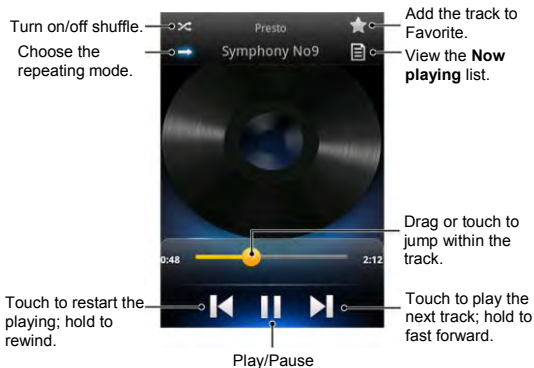 Turn on/off shuffle.
Choose the
repeating mode.
Presto
Symphony No9
Add the track to
Favorite.
View the Now
playing list.
Drag or touch to
jump within the
track.
0:48
2:12
Touch to restart the
playing; hold to
rewind.
Touch to play the
next track; hold to
fast forward.
Play/Pause